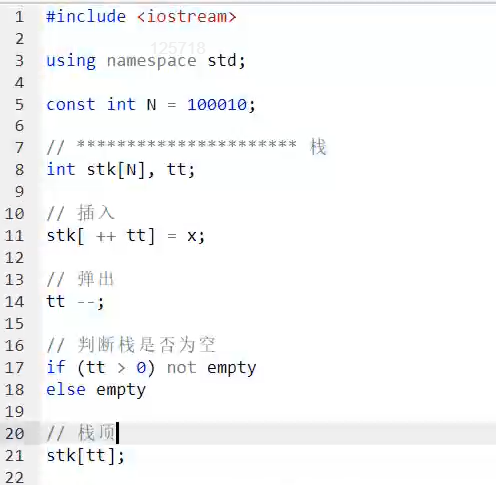 1 #include <iostream>
2
125718
3 using namespace std;
4
5 const int N = 100010;
6
7 // ********************** 栈
8 int stk[N], tt;
9
10 // 插入
11 stk[ ++ tt] = x;
12
13 // 弹出
14 tt --;
15
16 // 判断栈是否为空
17 if (tt > 0) not empty
18 else empty
19
20 // 栈顶
21 stk[tt];
22